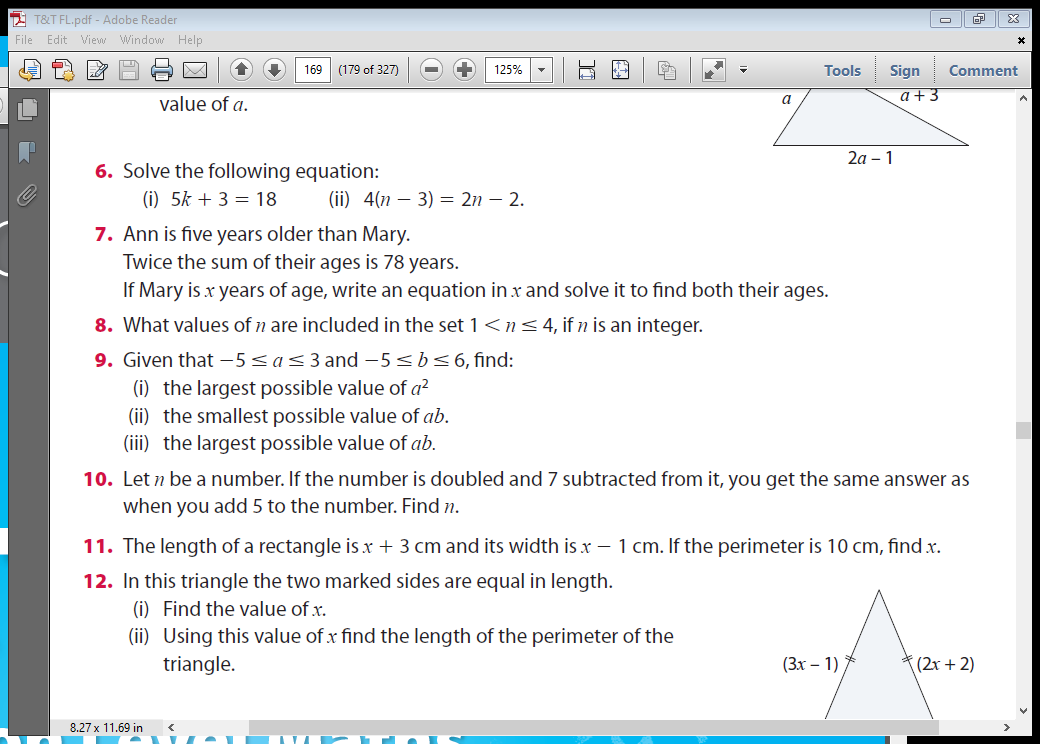 T&T FL.pdf - Adobe Reader
File Edit View Window Help
169 (179 of 327) 125% Tools Sign Comment
value of a.
a
a + 3
2a – 1
6. Solve the following equation:
(i) 5k + 3 = 18 (ii) 4(n − 3) = 2n − 2.
7. Ann is five years older than Mary.
Twice the sum of their ages is 78 years.
If Mary is x years of age, write an equation in x and solve it to find both their ages.
8. What values of n are included in the set 1 < n ≤ 4, if n is an integer.
9. Given that −5 ≤ a ≤ 3 and −5 ≤ b ≤ 6, find:
(i) the largest possible value of a²
(ii) the smallest possible value of ab.
(iii) the largest possible value of ab.
10. Let n be a number. If the number is doubled and 7 subtracted from it, you get the same answer as
when you add 5 to the number. Find n.
11. The length of a rectangle is x + 3 cm and its width is x − 1 cm. If the perimeter is 10 cm, find x.
12. In this triangle the two marked sides are equal in length.
(i) Find the value of x.
(ii) Using this value of x find the length of the perimeter of the
triangle.
(3x – 1)
(2x + 2)
8.27 x 11.69 in